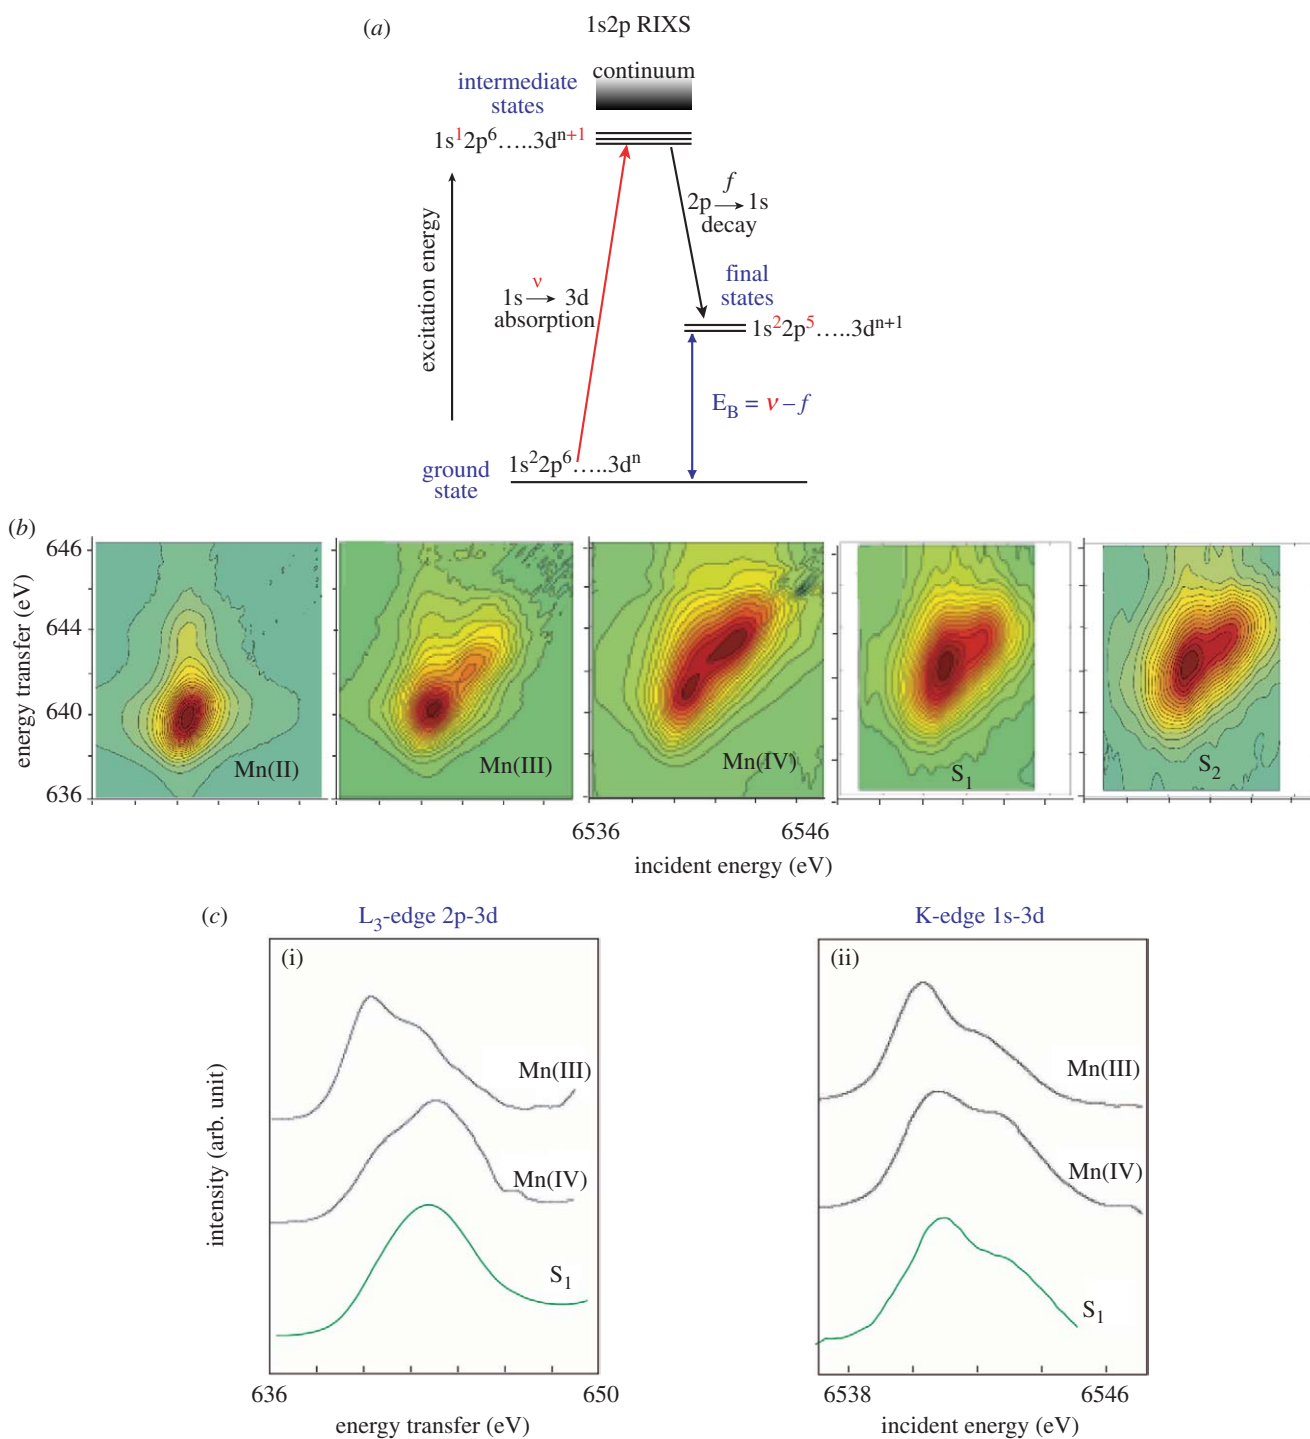 (a)
1s2p RIXS
continuum
intermediate
states
1s¹2p⁶.....3dⁿ⁺¹
f
2p → 1s
decay
excitation energy
ν
1s → 3d
absorption
final
states
1s²2p⁵.....3dⁿ⁺¹
E_B = ν – f
ground
state
1s²2p⁶.....3dⁿ
(b)
energy transfer (eV)
646
644
640
636
Mn(II)
Mn(III)
Mn(IV)
S₁
S₂
6536
6546
incident energy (eV)
(c)
L₃-edge 2p-3d
K-edge 1s-3d
intensity (arb. unit)
(i)
Mn(III)
Mn(IV)
S₁
636
650
energy transfer (eV)
(ii)
Mn(III)
Mn(IV)
S₁
6538
6546
incident energy (eV)